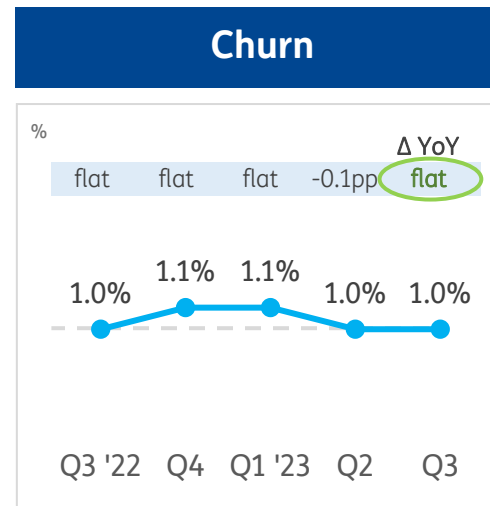 Churn
%
Δ YoY
flat flat flat -0.1pp flat
1.0% 1.1% 1.1% 1.0% 1.0%
Q3 '22 Q4 Q1 '23 Q2 Q3